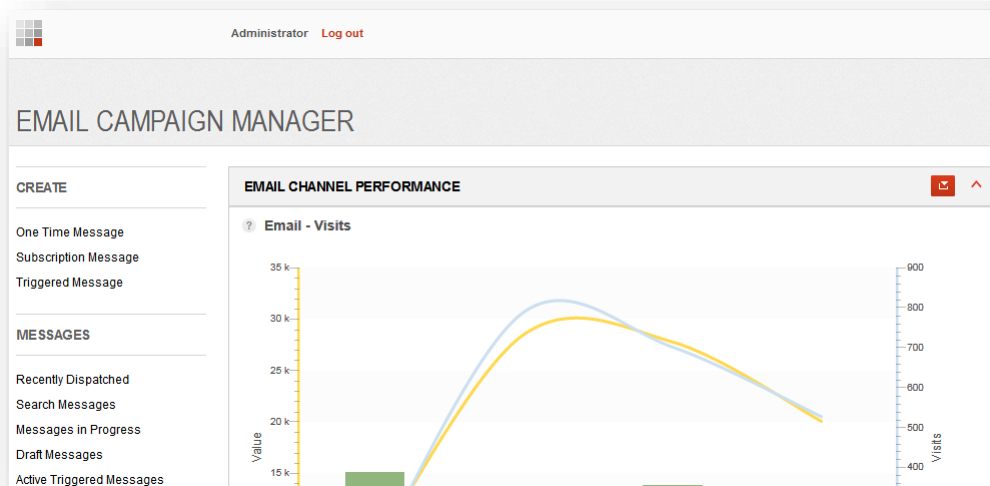 Administrator Log out
EMAIL CAMPAIGN MANAGER
CREATE
One Time Message
Subscription Message
Triggered Message
MESSAGES
Recently Dispatched
Search Messages
Messages in Progress
Draft Messages
Active Triggered Messages
EMAIL CHANNEL PERFORMANCE
? Email - Visits
35 k
30 k
25 k
20 k
15 k
Value
900
800
700
600
500
400
Visits